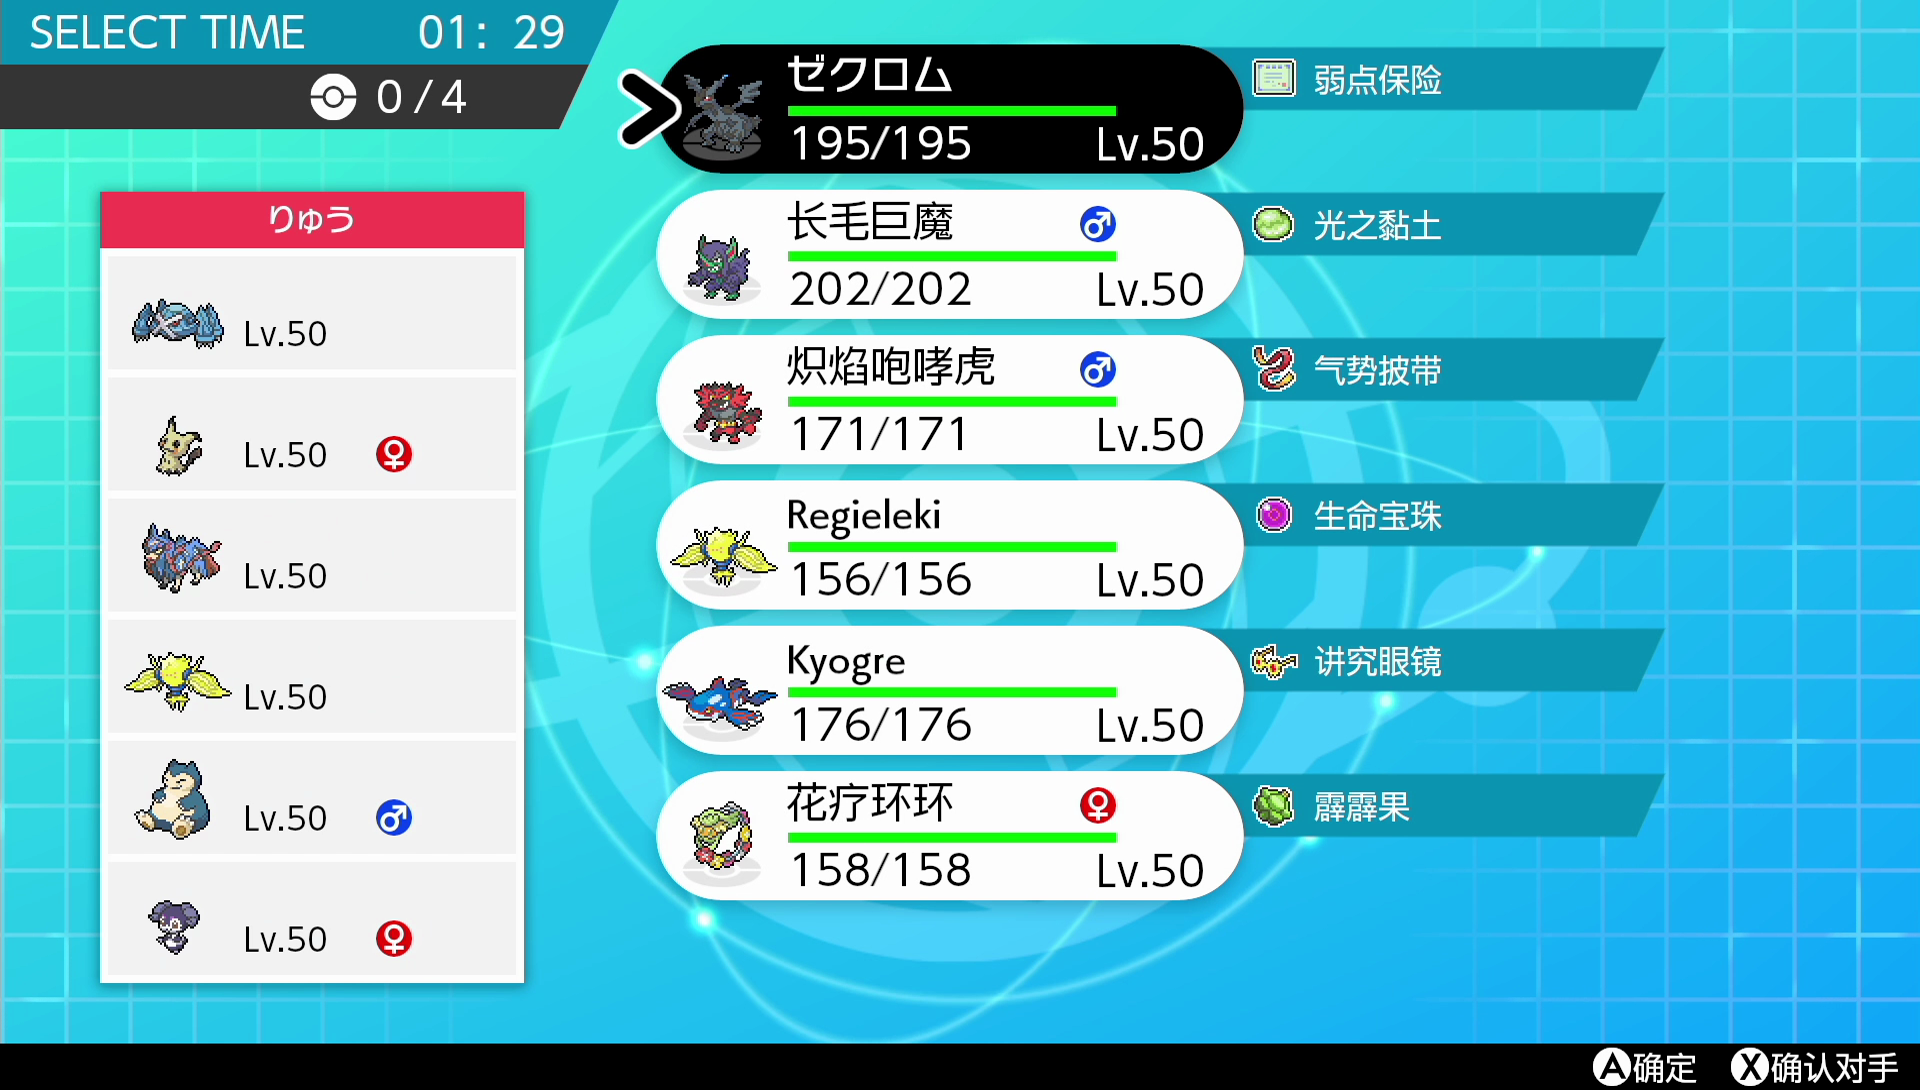 SELECT TIME 01: 29
0/4
りゅう
Lv.50
Lv.50 ♀
Lv.50
Lv.50
Lv.50 ♂
Lv.50 ♀
ゼクロム
195/195 Lv.50
弱点保险
长毛巨魔 ♂
202/202 Lv.50
光之黏土
炽焰咆哮虎 ♂
171/171 Lv.50
气势披带
Regieleki
156/156 Lv.50
生命宝珠
Kyogre
176/176 Lv.50
讲究眼镜
花疗环环 ♀
158/158 Lv.50
霹霹果
A确定 X确认对手